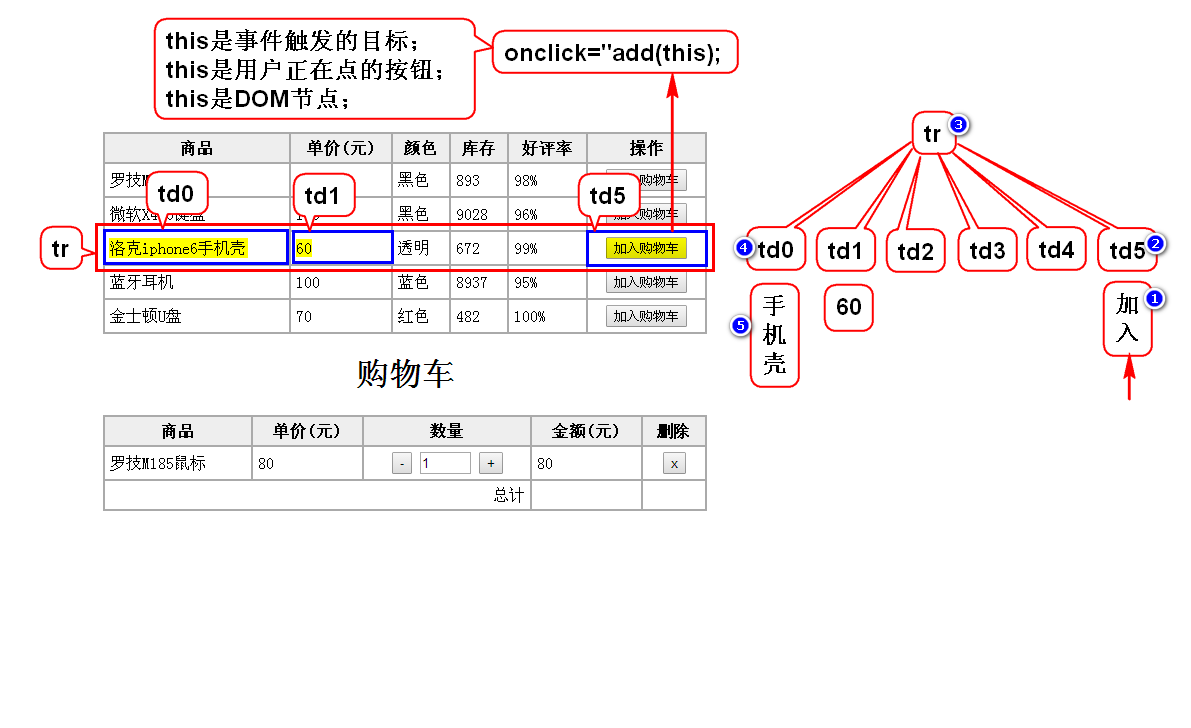 this是事件触发的目标；
this是用户正在点的按钮；
this是DOM节点；
onclick="add(this);
商品 单价(元) 颜色 库存 好评率 操作
罗技M 黑色 893 98% 购物车
td0 td1 td5
微软X 黑色 9028 96% 加入购物车
tr
洛克iphone6手机壳 60 透明 672 99% 加入购物车
蓝牙耳机 100 蓝色 8937 95% 加入购物车
金士顿U盘 70 红色 482 100% 加入购物车
购物车
商品 单价(元) 数量 金额(元) 删除
罗技M185鼠标 80 - 1 + 80 x
总计
tr 3
4 td0 td1 td2 td3 td4 td5 2
5 手机壳
60
加入 1